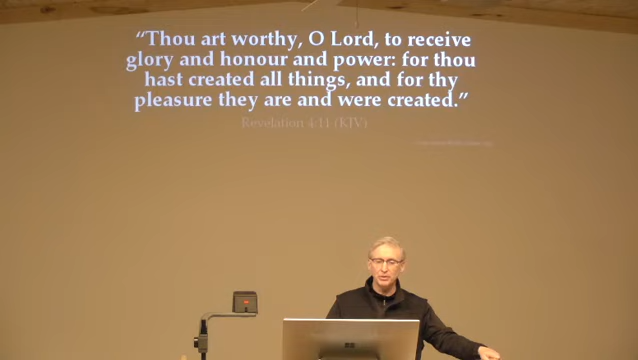 “Thou art worthy, O Lord, to receive
glory and honour and power: for thou
hast created all things, and for thy
pleasure they are and were created.”
Revelation 4:11 (KJV)